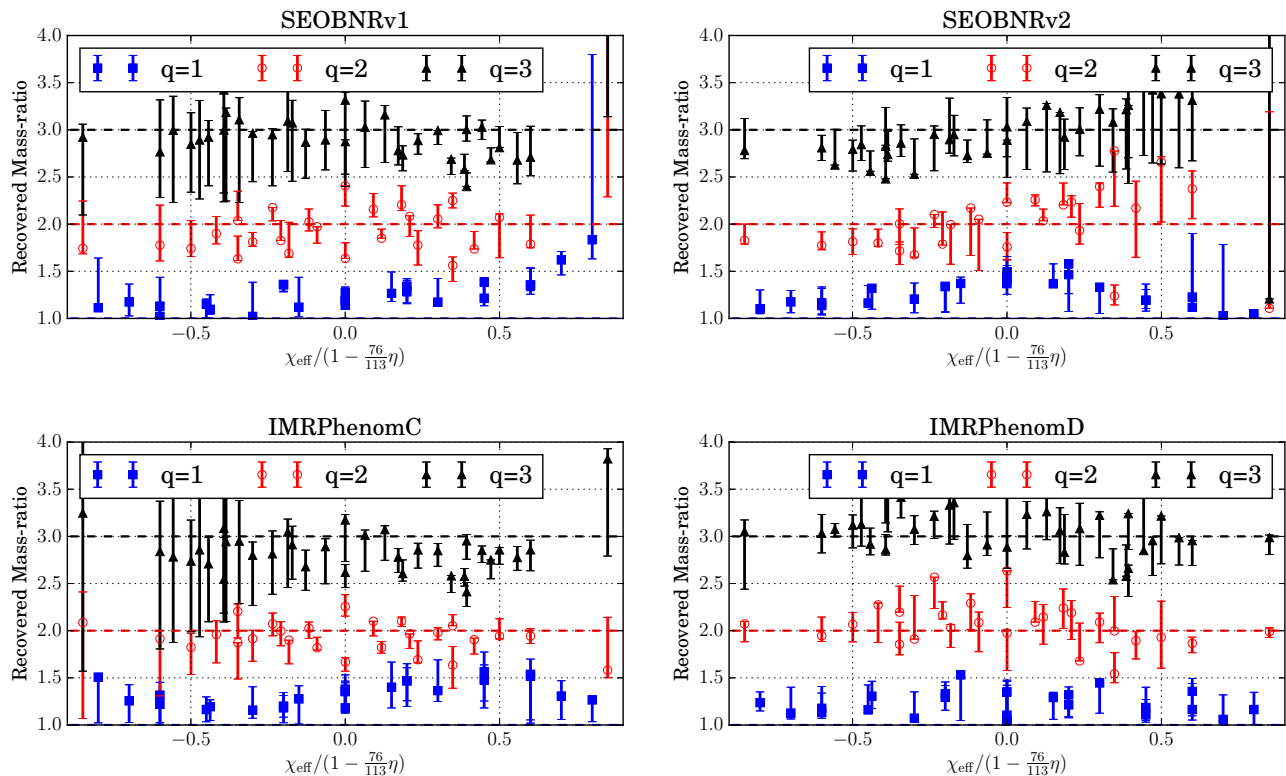 SEOBNRv1
4.0
3.5
3.0
2.5
2.0
1.5
1.0
Recovered Mass-ratio
q=1 q=2 q=3
−0.5 0.0 0.5
χ_eff/(1 − 76/113 η)
SEOBNRv2
4.0
3.5
3.0
2.5
2.0
1.5
1.0
Recovered Mass-ratio
q=1 q=2 q=3
−0.5 0.0 0.5
χ_eff/(1 − 76/113 η)
IMRPhenomC
4.0
3.5
3.0
2.5
2.0
1.5
1.0
Recovered Mass-ratio
q=1 q=2 q=3
−0.5 0.0 0.5
χ_eff/(1 − 76/113 η)
IMRPhenomD
4.0
3.5
3.0
2.5
2.0
1.5
1.0
Recovered Mass-ratio
q=1 q=2 q=3
−0.5 0.0 0.5
χ_eff/(1 − 76/113 η)